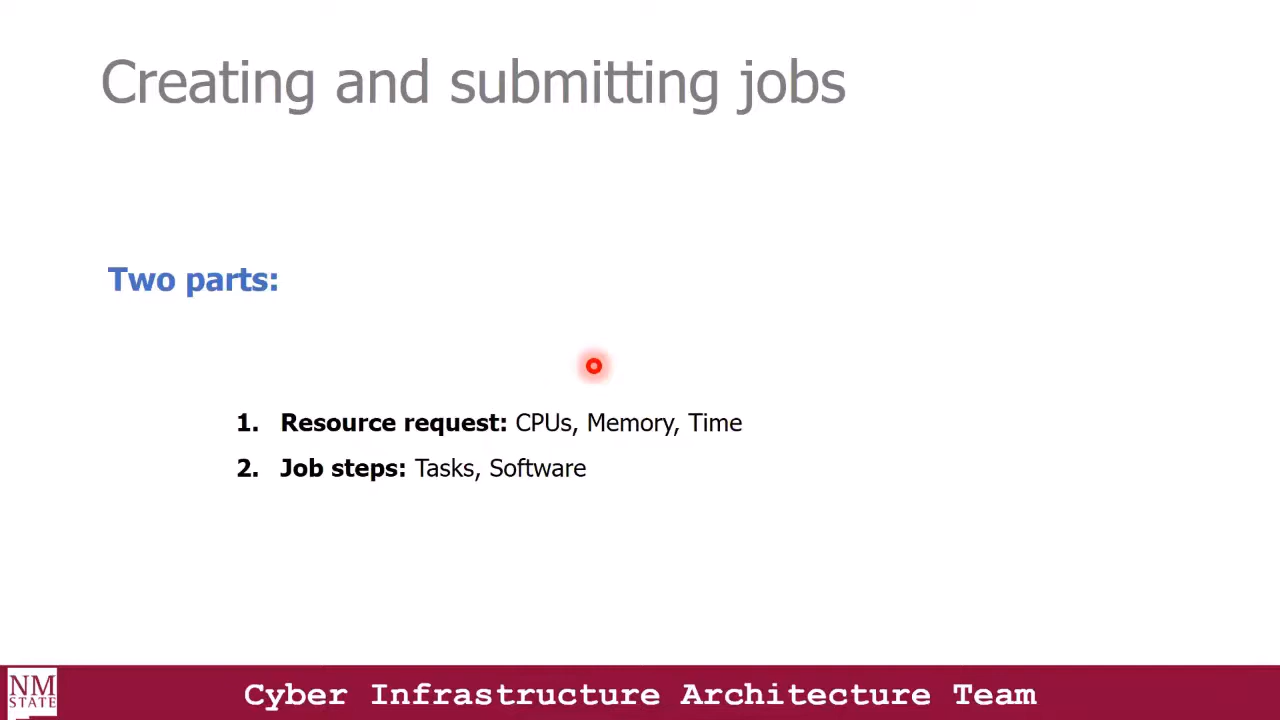 Creating and submitting jobs
Two parts:
1. Resource request: CPUs, Memory, Time
2. Job steps: Tasks, Software
NM
STATE
Cyber Infrastructure Architecture Team